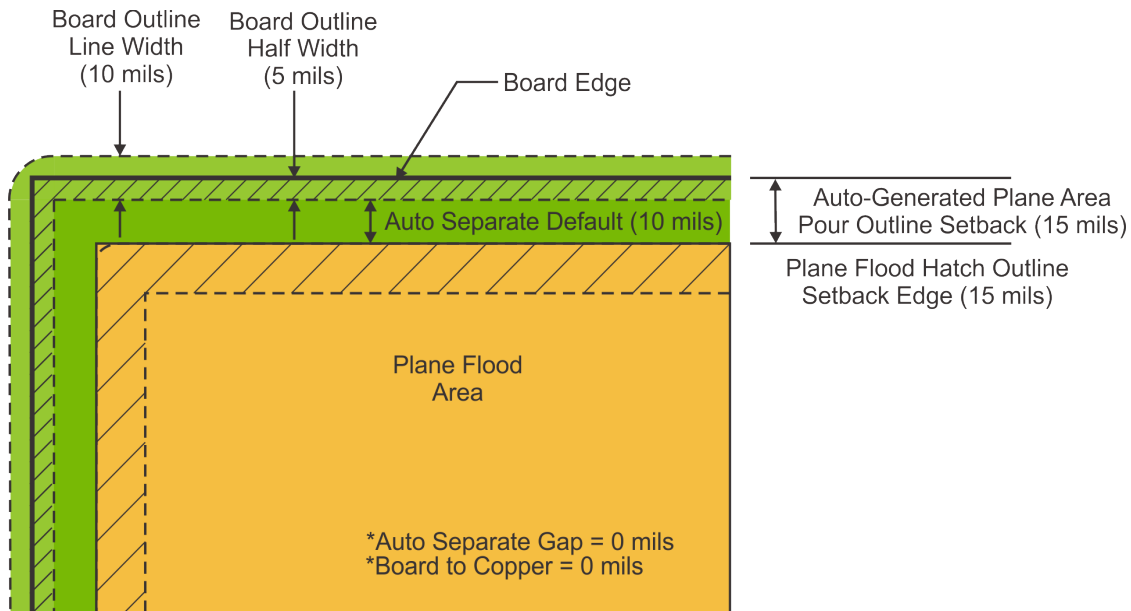 Board Outline
Line Width
(10 mils)
Board Outline
Half Width
(5 mils)
Board Edge
Auto Separate Default (10 mils)
Auto-Generated Plane Area
Pour Outline Setback (15 mils)
Plane Flood Hatch Outline
Setback Edge (15 mils)
Plane Flood
Area
*Auto Separate Gap = 0 mils
*Board to Copper = 0 mils